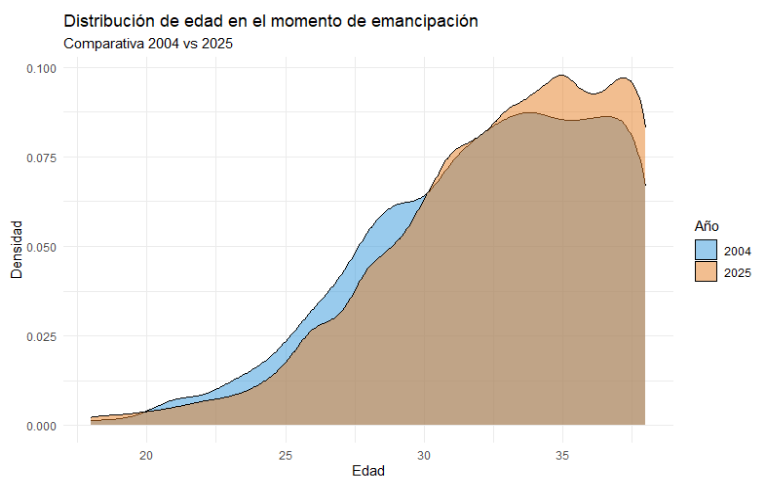 Distribución de edad en el momento de emancipación
Comparativa 2004 vs 2025
0.100
0.075
0.050
0.025
0.000
Densidad
20 25 30 35
Edad
Año
2004
2025